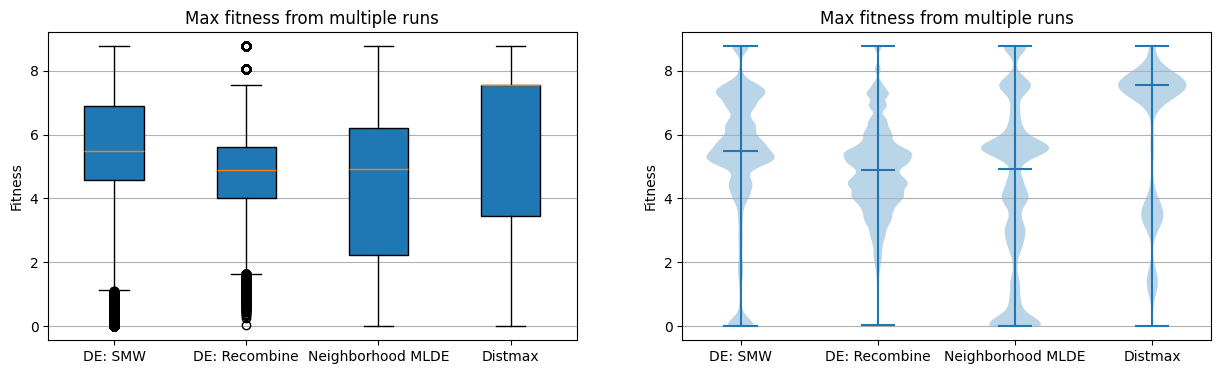 Max fitness from multiple runs
Fitness
8
6
4
2
0
DE: SMW
DE: Recombine
Neighborhood MLDE
Distmax
Max fitness from multiple runs
Fitness
8
6
4
2
0
DE: SMW
DE: Recombine
Neighborhood MLDE
Distmax